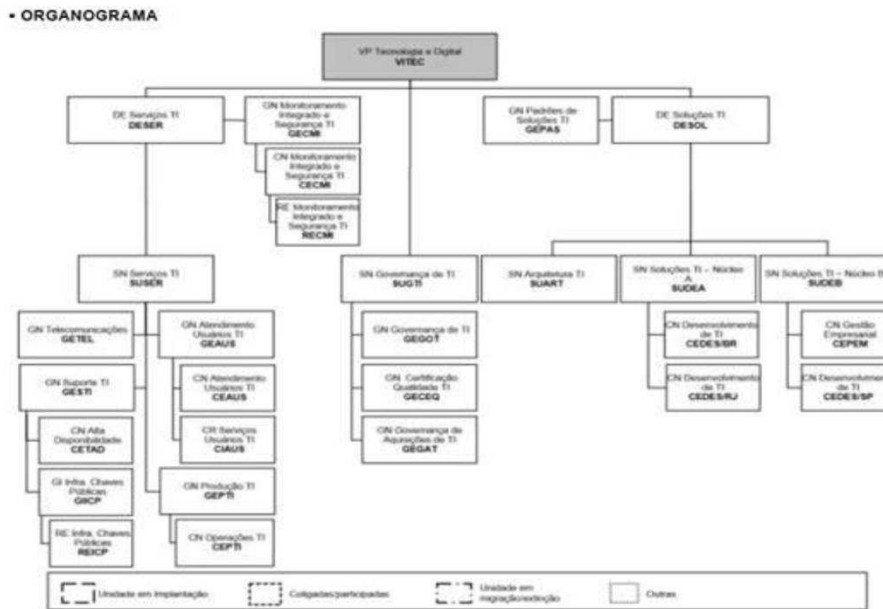 - ORGANOGRAMA
VP Tecnologia e Digital
VITEC
DE Serviços TI
DESER
GN Monitoramento
Integrado e
Segurança TI
GECMI
CN Monitoramento
Integrado e
Segurança TI
CECMI
RE Monitoramento
Integrado e
Segurança TI
RECMI
GN Padrões de
Soluções TI
GEPAS
DE Soluções TI
DESOL
SN Serviços TI
SUSER
SN Governança de TI
SUGTI
SN Arquitetura TI
SUART
SN Soluções TI – Núcleo
A
SUDEA
SN Soluções TI – Núcleo B
SUDEB
GN Telecomunicações
GETEL
GN Atendimento
Usuários TI
GEAUS
GN Suporte TI
GESTI
CN Atendimento
Usuários TI
CEAUS
CN Alta
Disponibilidade
CETAD
CR Serviços
Usuários TI
CIAUS
GI Infra. Chaves
Públicas
GIICP
GN Produção TI
GEPTI
RE Infra. Chaves
Públicas
REICP
CN Operações TI
CEPTI
GN Governança de TI
GEGOT
GN Certificação
Qualidade TI
GECEQ
GN Governança de
Aquisições de TI
GEGAT
CN Desenvolvimento
de TI
CEDES/BR
CN Desenvolvimento
de TI
CEDES/RJ
CN Gestão
Empresarial
CEPEM
CN Desenvolvimento
de TI
CEDES/SP
Unidade em Implantação
Coligadas/participadas
Unidade em
migração/extinção
Outras